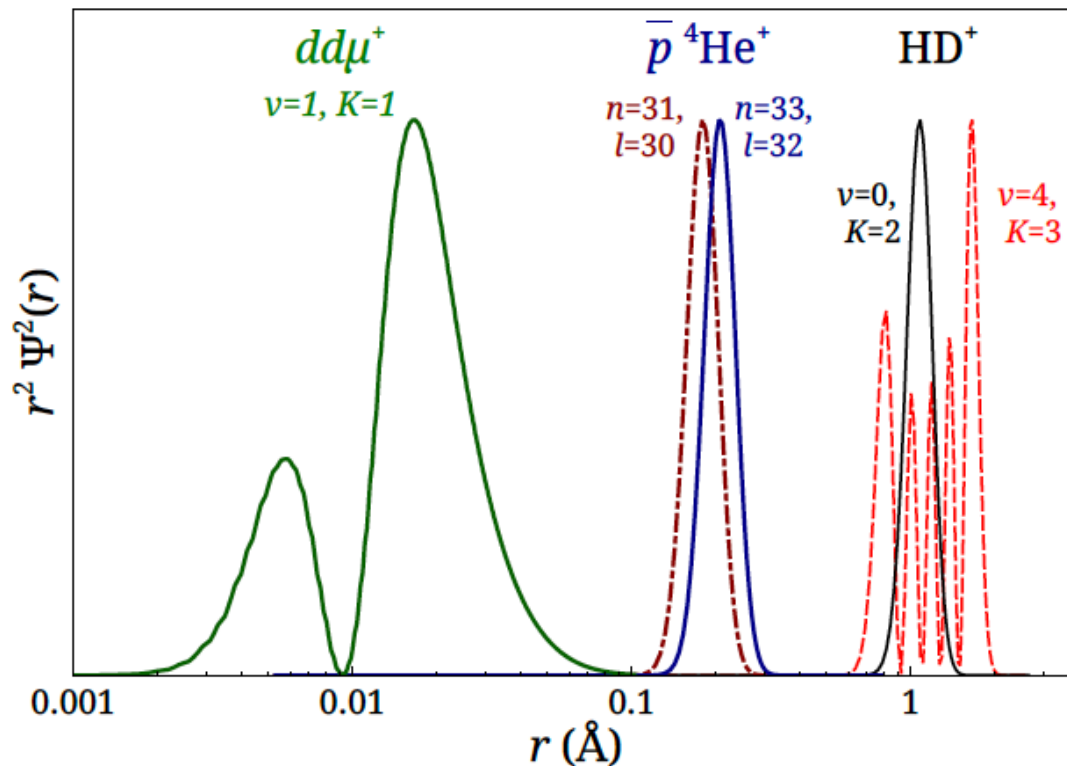 ddμ⁺
v=1, K=1
p̅ ⁴He⁺
n=31,
l=30
n=33,
l=32
HD⁺
v=0,
K=2
v=4,
K=3
r² Ψ²(r)
0.001
0.01
0.1
1
r (Å)